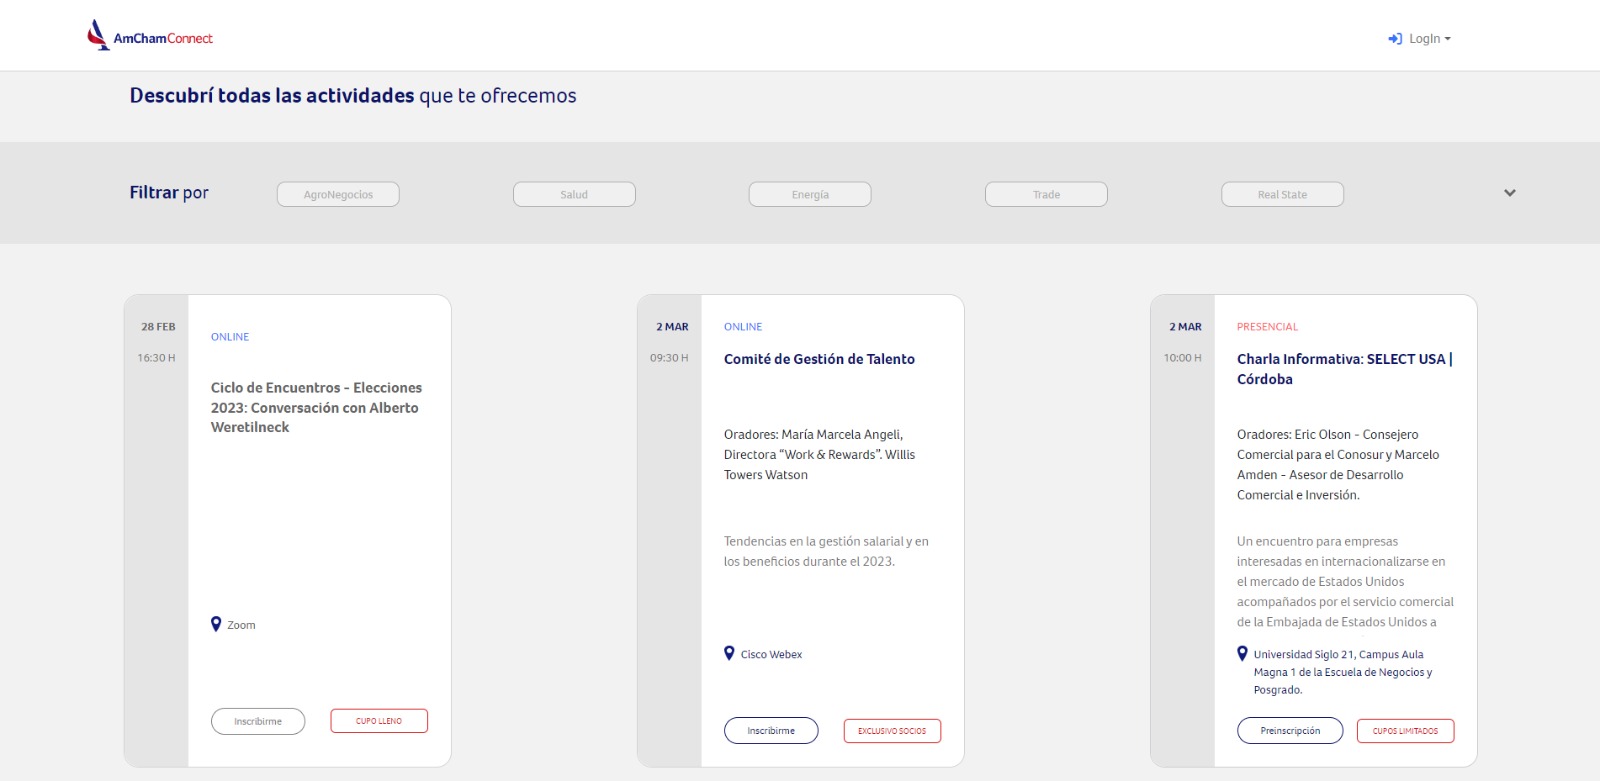 AmChamConnect
LogIn
Descubrí todas las actividades que te ofrecemos
Filtrar por
AgroNegocios
Salud
Energía
Trade
Real State
28 FEB
16:30 H
ONLINE
Ciclo de Encuentros - Elecciones
2023: Conversación con Alberto
Weretilneck
Zoom
Inscribirme
CUPO LLENO
2 MAR
09:30 H
ONLINE
Comité de Gestión de Talento
Oradores: María Marcela Angeli,
Directora “Work & Rewards”. Willis
Towers Watson
Tendencias en la gestión salarial y en
los beneficios durante el 2023.
Cisco Webex
Inscribirme
EXCLUSIVO SOCIOS
2 MAR
10:00 H
PRESENCIAL
Charla Informativa: SELECT USA |
Córdoba
Oradores: Eric Olson - Consejero
Comercial para el Conosur y Marcelo
Amden - Asesor de Desarrollo
Comercial e Inversión.
Un encuentro para empresas
interesadas en internacionalizarse en
el mercado de Estados Unidos
acompañados por el servicio comercial
de la Embajada de Estados Unidos a
Universidad Siglo 21, Campus Aula
Magna 1 de la Escuela de Negocios y
Posgrado.
Preinscripción
CUPOS LIMITADOS